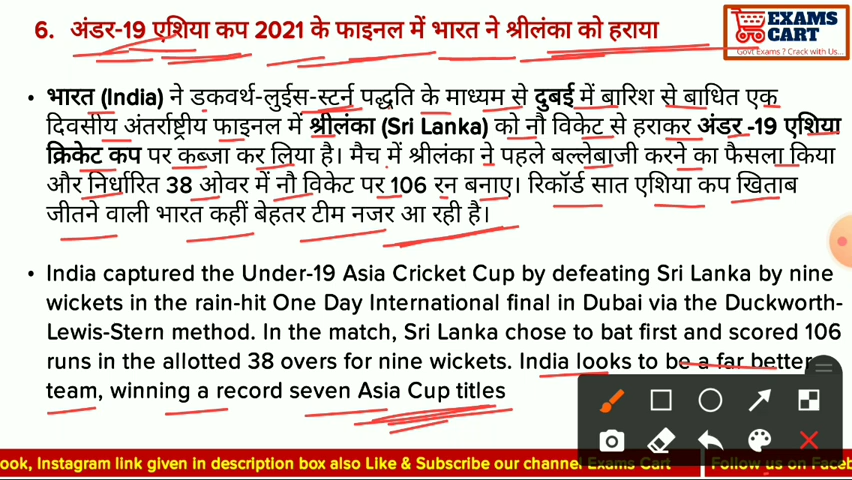 6. अंडर-19 एशिया कप 2021 के फाइनल में भारत ने श्रीलंका को हराया
EXAMS
CART
Govt Exams ? Crack with Us...
• भारत (India) ने डकवर्थ-लुईस-स्टर्न पद्धति के माध्यम से दुबई में बारिश से बाधित एक
दिवसीय अंतर्राष्ट्रीय फाइनल में श्रीलंका (Sri Lanka) को नौ विकेट से हराकर अंडर -19 एशिया
क्रिकेट कप पर कब्जा कर लिया है। मैच में श्रीलंका ने पहले बल्लेबाजी करने का फैसला किया
और निर्धारित 38 ओवर में नौ विकेट पर 106 रन बनाए। रिकॉर्ड सात एशिया कप खिताब
जीतने वाली भारत कहीं बेहतर टीम नजर आ रही है।
• India captured the Under-19 Asia Cricket Cup by defeating Sri Lanka by nine
wickets in the rain-hit One Day International final in Dubai via the Duckworth-
Lewis-Stern method. In the match, Sri Lanka chose to bat first and scored 106
runs in the allotted 38 overs for nine wickets. India looks to be a far better
team, winning a record seven Asia Cup titles
ook, Instagram link given in description box also Like & Subscribe our channel Exams Cart Follow us on Faceb